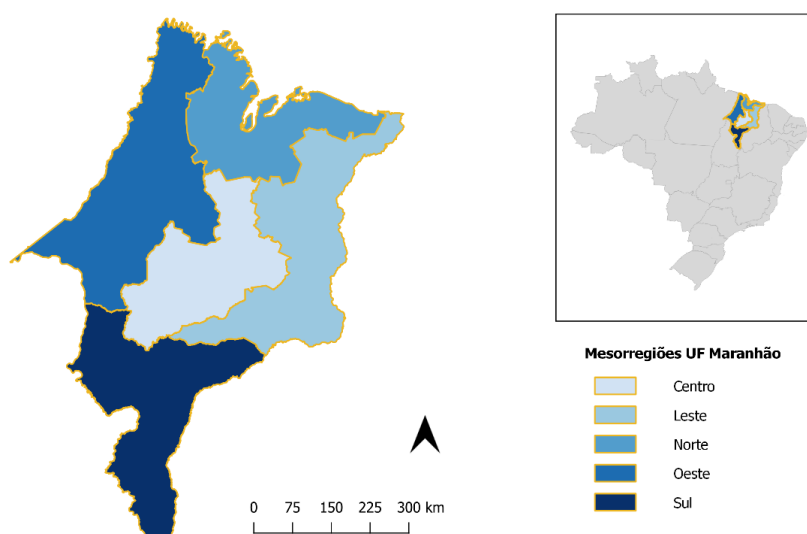 Mesorregiões UF Maranhão
Centro
Leste
Norte
Oeste
Sul
0 75 150 225 300 km